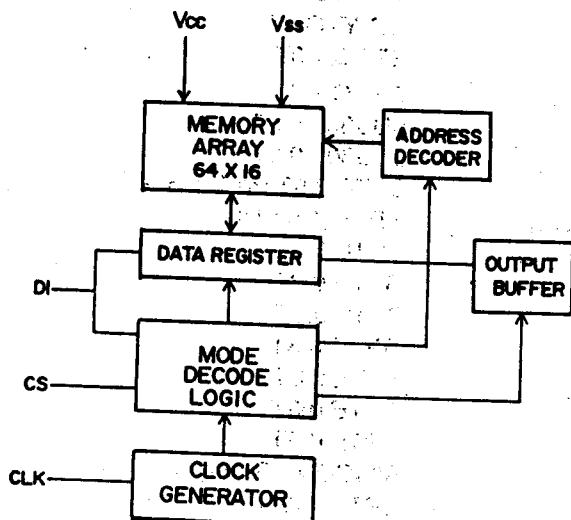 Vcc
Vss
MEMORY
ARRAY
64 X 16
ADDRESS
DECODER
DATA REGISTER
OUTPUT
BUFFER
DI
MODE
DECODE
LOGIC
CS
CLK
CLOCK
GENERATOR